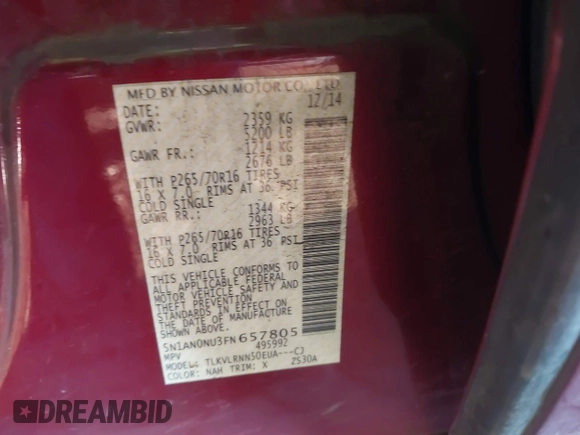 MFD BY NISSAN MOTOR CO., LTD.
DATE: 12/14
GVWR: 2359 KG
5200 LB
GAWR FR.: 1214 KG
2676 LB
WITH P265/70R16 TIRES
16 X 7.0 RIMS AT 36 PSI
COLD SINGLE
GAWR RR.: 1344 KG
2963 LB
WITH P265/70R16 TIRES
16 X 7.0 RIMS AT 36 PSI
COLD SINGLE
THIS VEHICLE CONFORMS TO
ALL APPLICABLE FEDERAL
MOTOR VEHICLE SAFETY AND
THEFT PREVENTION
STANDARDS IN EFFECT ON
THE DATE OF MANUFACTURE
SHOWN ABOVE.
5N1AN0NU3FN657805
MPV 495992
MODEL: TLKVLRNN50EUA---CJ
COLOR: NAH TRIM: X ZS30A
DREAMBID